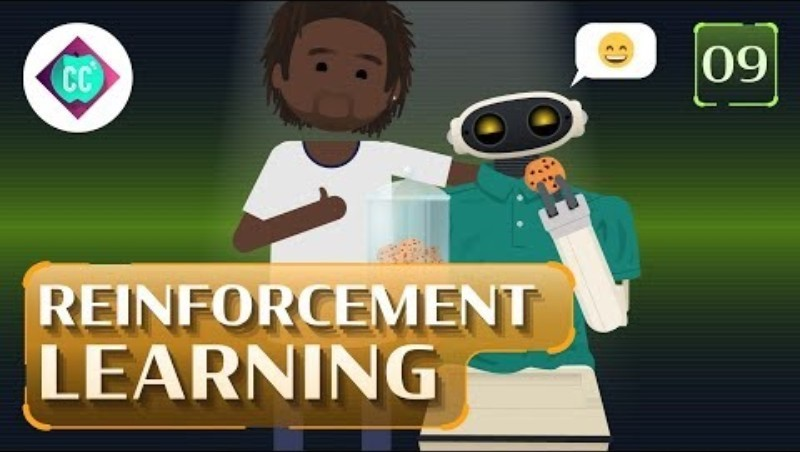 CC
09
REINFORCEMENT
LEARNING